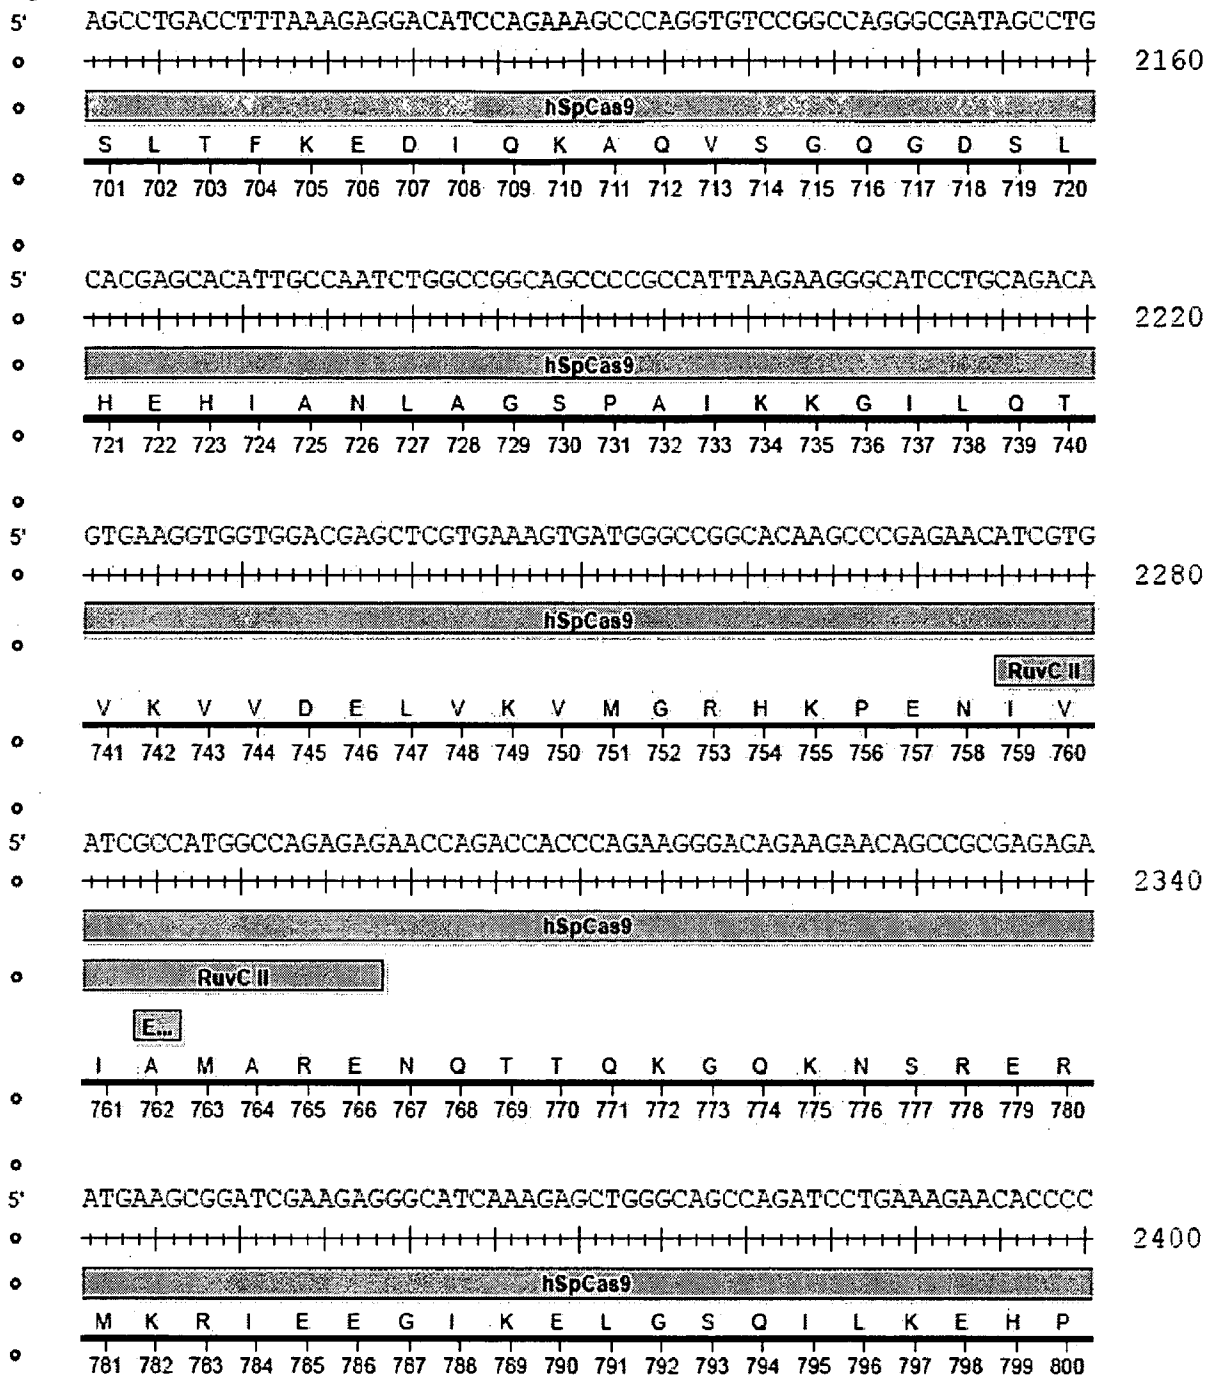 5' AGCCTGACCTTTAAAGAGGACATCCAGAAAGCCCAGGTGTCCGGCCAGGGCGATAGCCTG
2160
hSpCas9
S L T F K E D I Q K A Q V S G Q G D S L
701 702 703 704 705 706 707 708 709 710 711 712 713 714 715 716 717 718 719 720
5' CACGAGCACATTGCCAATCTGGCCGGCAGCCCCGCCATTAAGAAGGGCATCCTGCAGACA
2220
hSpCas9
H E H I A N L A G S P A I K K G I L Q T
721 722 723 724 725 726 727 728 729 730 731 732 733 734 735 736 737 738 739 740
5' GTGAAGGTGGTGGACGAGCTCGTGAAAGTGATGGGCCGGCACAAGCCCGAGAACATCGTG
2280
hSpCas9
RuvC II
V K V V D E L V K V M G R H K P E N I V
741 742 743 744 745 746 747 748 749 750 751 752 753 754 755 756 757 758 759 760
5' ATCGCCATGGCCAGAGAGAACCAGACCACCCAGAAGGGACAGAAGAACAGCCGCGAGAGA
2340
hSpCas9
RuvC II
E...
I A M A R E N Q T T Q K G Q K N S R E R
761 762 763 764 765 766 767 768 769 770 771 772 773 774 775 776 777 778 779 780
5' ATGAAGCGGATCGAAGAGGGCATCAAAGAGCTGGGCAGCCAGATCCTGAAAGAACACCCC
2400
hSpCas9
M K R I E E G I K E L G S Q I L K E H P
781 782 783 784 785 786 787 788 789 790 791 792 793 794 795 796 797 798 799 800